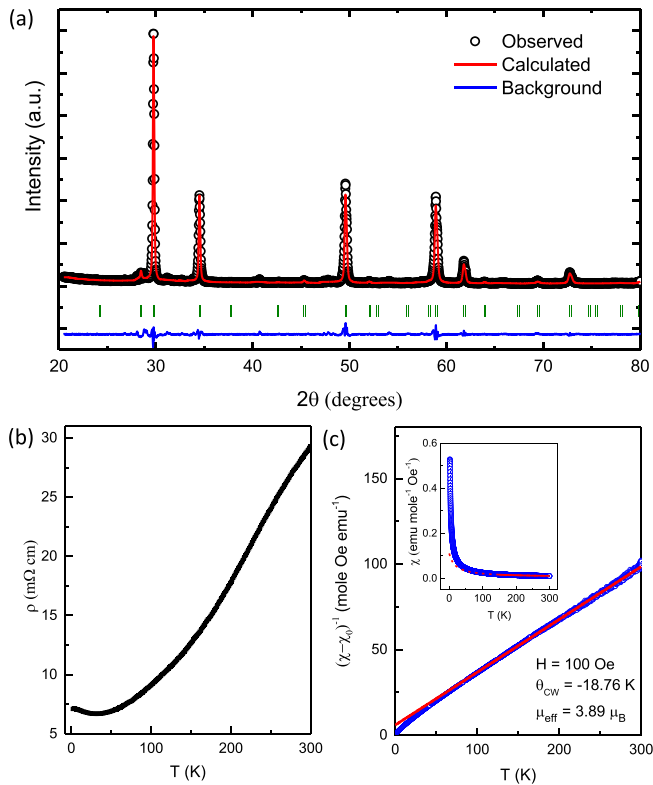 (a)
Observed
Calculated
Background
Intensity (a.u.)
20 30 40 50 60 70 80
2θ (degrees)
(b)
30
25
20
15
10
5
ρ (mΩ cm)
0 100 200 300
T (K)
(c)
150
100
50
0
(χ−χ₀)⁻¹ (mole Oe emu⁻¹)
0.6
0.4
0.2
0.0
χ (emu mole⁻¹ Oe⁻¹)
0 100 200 300
T (K)
H = 100 Oe
θCW = -18.76 K
μeff = 3.89 μB
0 100 200 300
T (K)